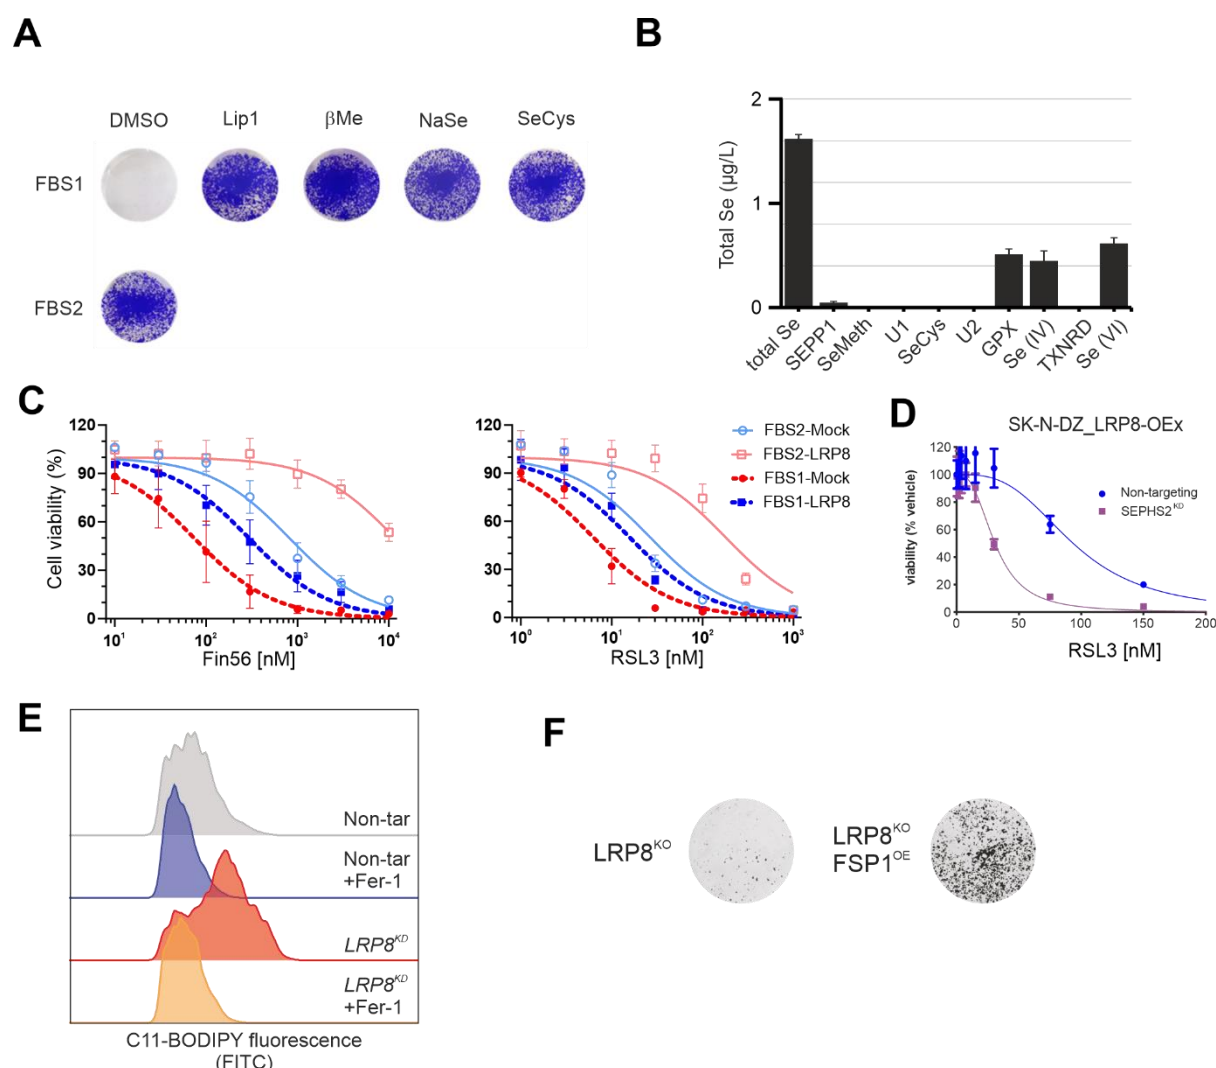 A
DMSO Lip1 βMe NaSe SeCys
FBS1
FBS2
B
Total Se (µg/L)
2
1
0
total Se SEPP1 SeMeth U1 SeCys U2 GPX Se (IV) TXNRD Se (VI)
C
Cell viability (%)
120
90
60
30
0
10¹ 10² 10³ 10⁴
Fin56 [nM]
120
90
60
30
0
10⁰ 10¹ 10² 10³
RSL3 [nM]
FBS2-Mock
FBS2-LRP8
FBS1-Mock
FBS1-LRP8
D
SK-N-DZ_LRP8-OEx
viability (% vehicle)
120
100
80
60
40
20
0
0 50 100 150 200
RSL3 [nM]
Non-targeting
SEPHS2ᴷᴰ
E
Non-tar
Non-tar
+Fer-1
LRP8ᴷᴰ
LRP8ᴷᴰ
+Fer-1
C11-BODIPY fluorescence
(FITC)
F
LRP8ᴷᴼ
LRP8ᴷᴼ
FSP1ᴼᴱ